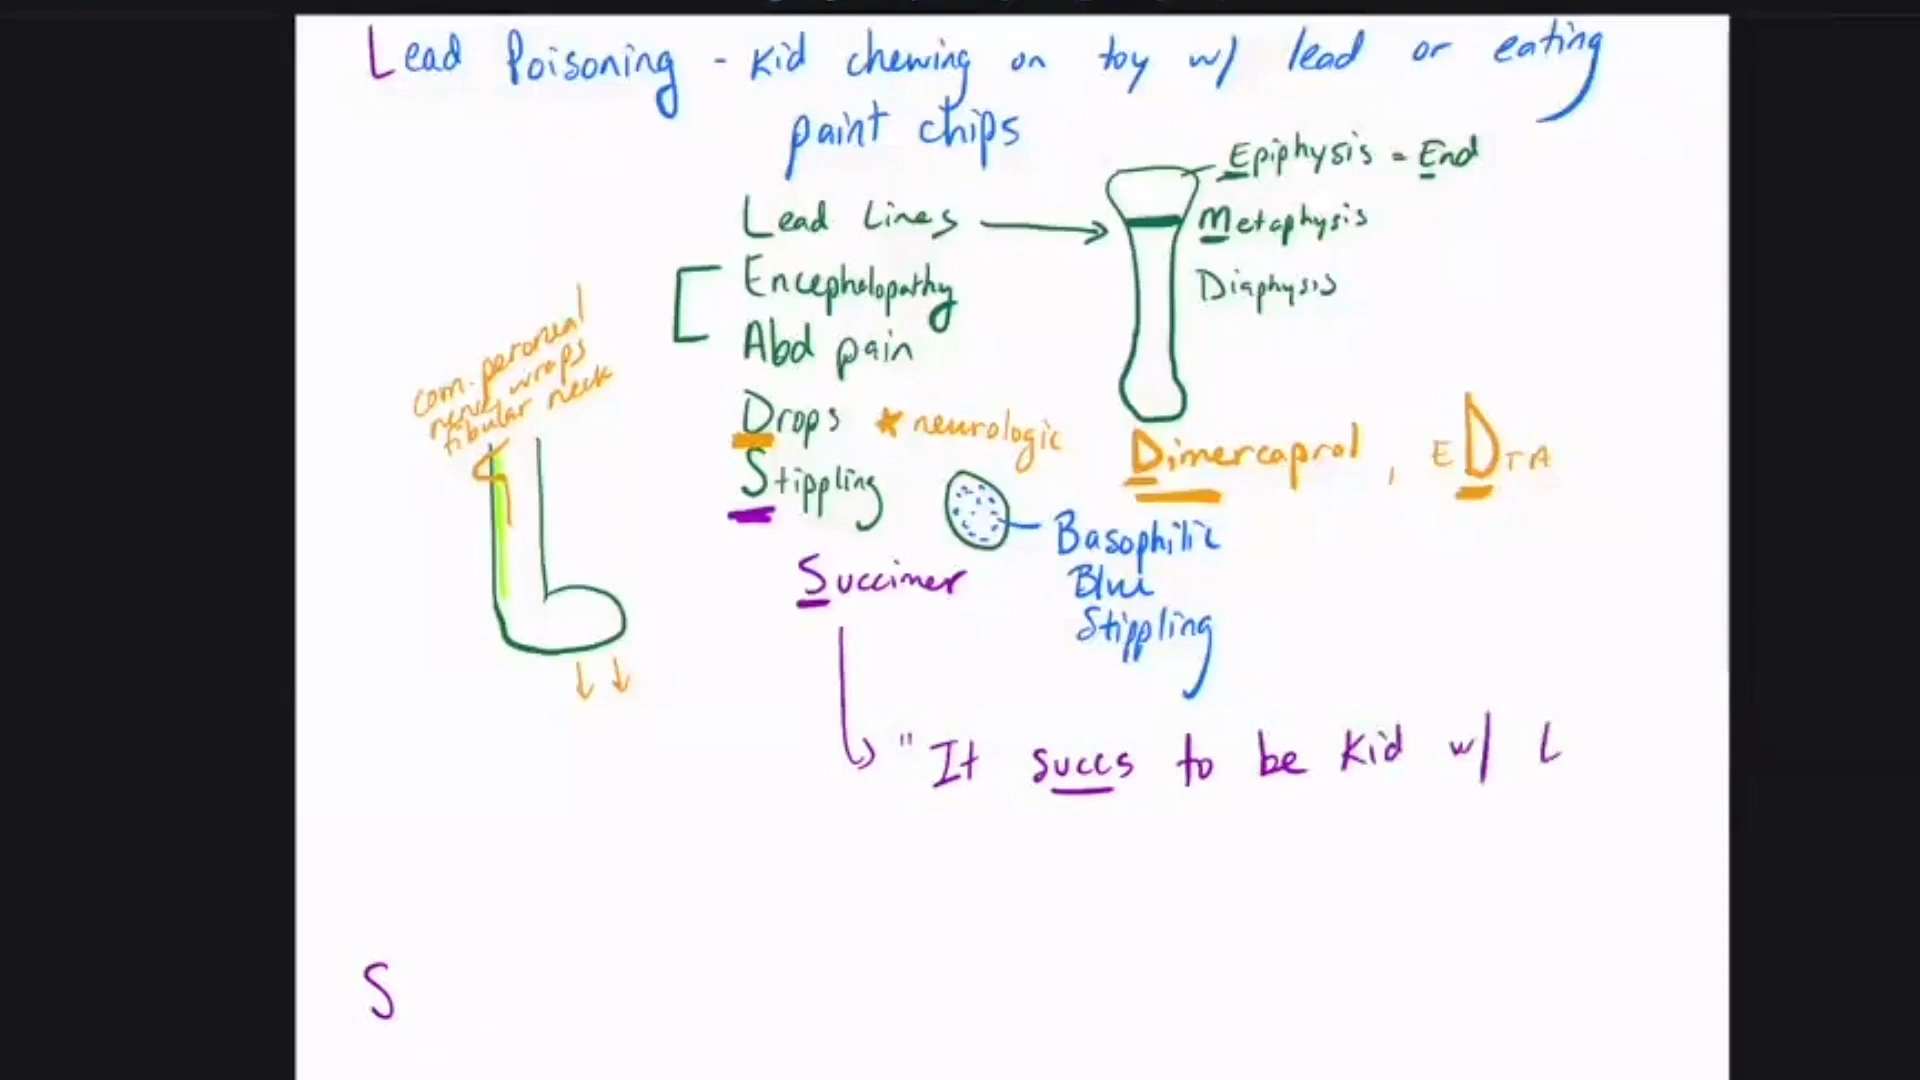 Lead Poisoning - Kid chewing on toy w/ lead or eating
paint chips
Epiphysis = End
Lead Lines
Metaphysis
Encephelopathy
Diaphysis
Abd pain
com. peroneal
nerve wraps
fibular neck
Drops * neurologic
Dimercaprol, EDTA
Stippling
Basophilic
Blue
Stippling
Succimer
"It succs to be Kid w/ L
S